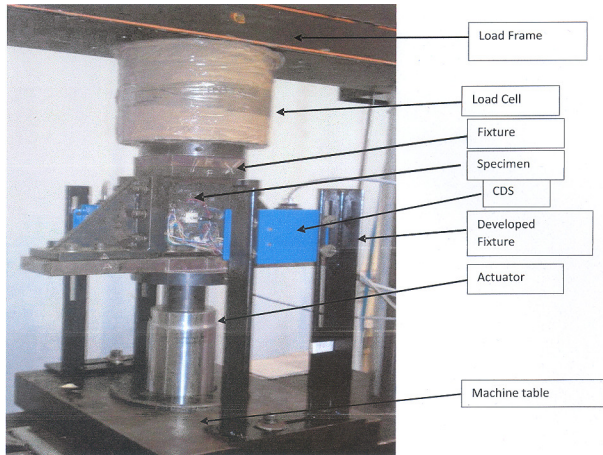 Load Frame
Load Cell
Fixture
Specimen
CDS
Developed
Fixture
Actuator
Machine table